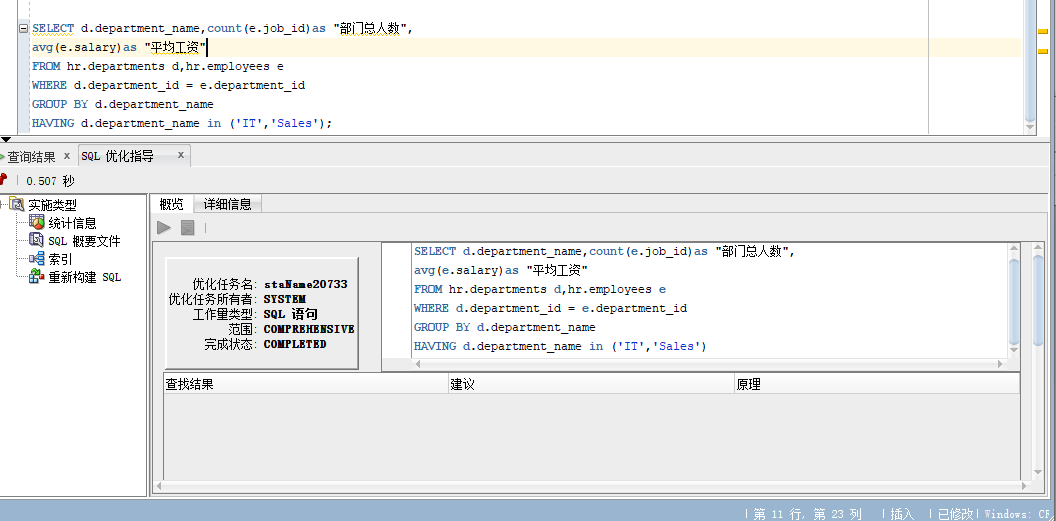 SELECT d.department_name,count(e.job_id)as "部门总人数",
avg(e.salary)as "平均工资"
FROM hr.departments d,hr.employees e
WHERE d.department_id = e.department_id
GROUP BY d.department_name
HAVING d.department_name in ('IT','Sales');
查询结果 x SQL 优化指导 x
0.507 秒
实施类型
统计信息
SQL 概要文件
索引
重新构建 SQL
概览 详细信息
优化任务名: staName20733
优化任务所有者: SYSTEM
工作量类型: SQL 语句
范围: COMPREHENSIVE
完成状态: COMPLETED
SELECT d.department_name,count(e.job_id)as "部门总人数",
avg(e.salary)as "平均工资"
FROM hr.departments d,hr.employees e
WHERE d.department_id = e.department_id
GROUP BY d.department_name
HAVING d.department_name in ('IT','Sales')
查找结果 建议 原理
第 11 行, 第 23 列 | 插入 | 已修改 | Windows: CR